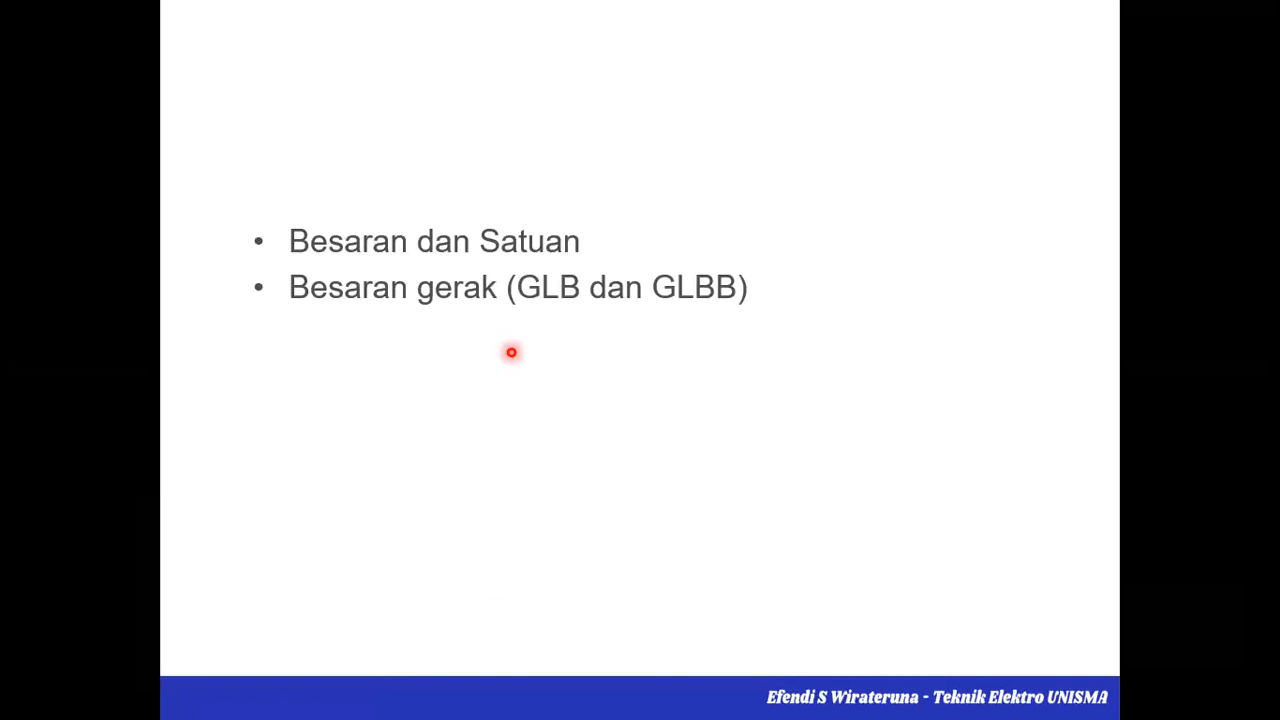 • Besaran dan Satuan
• Besaran gerak (GLB dan GLBB)
Efendi S Wirateruna - Teknik Elektro UNISMA